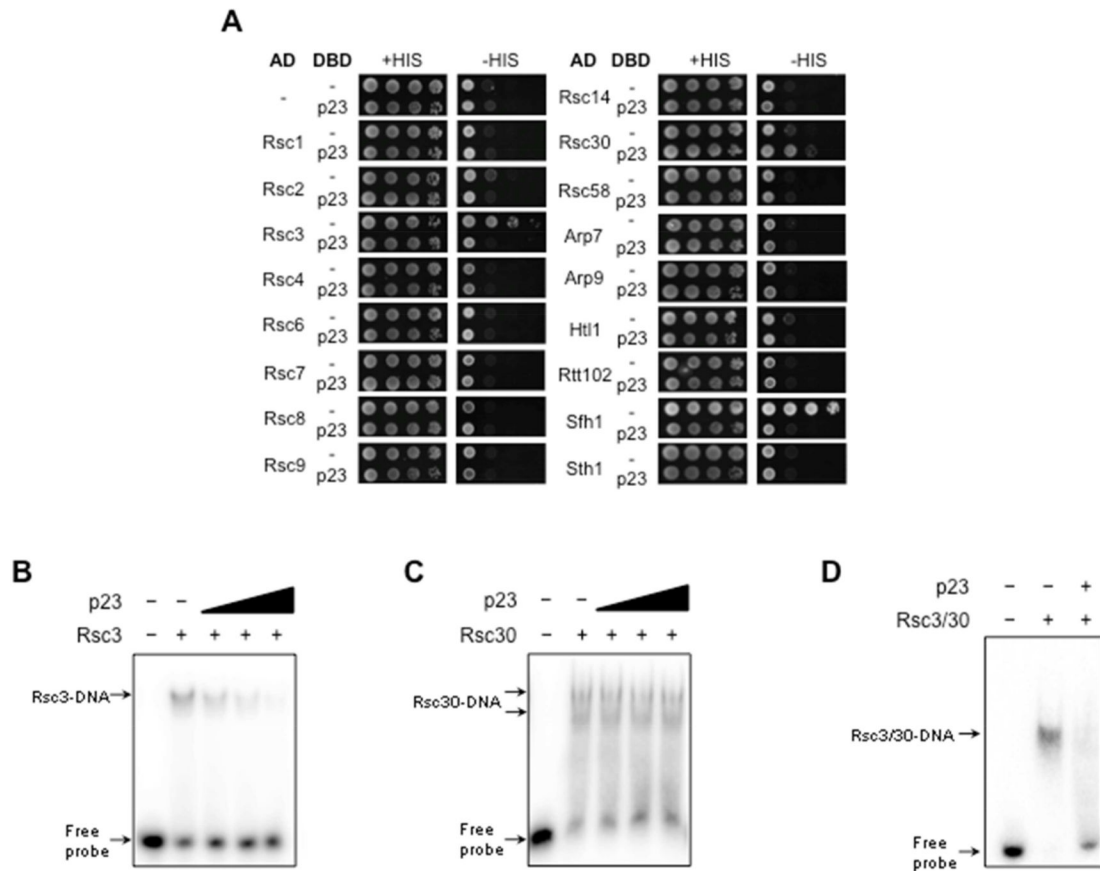 A
AD DBD +HIS -HIS AD DBD +HIS -HIS
- - Rsc14 -
p23 p23
Rsc1 - Rsc30 -
p23 p23
Rsc2 - Rsc58 -
p23 p23
Rsc3 - Arp7 -
p23 p23
Rsc4 - Arp9 -
p23 p23
Rsc6 - Htl1 -
p23 p23
Rsc7 - Rtt102 -
p23 p23
Rsc8 - Sfh1 -
p23 p23
Rsc9 - Sth1 -
p23 p23
B
p23 – –
Rsc3 – + + + +
Rsc3-DNA
Free
probe
C
p23 – –
Rsc30 – + + + +
Rsc30-DNA
Free
probe
D
p23 – – +
Rsc3/30 – + +
Rsc3/30-DNA
Free
probe